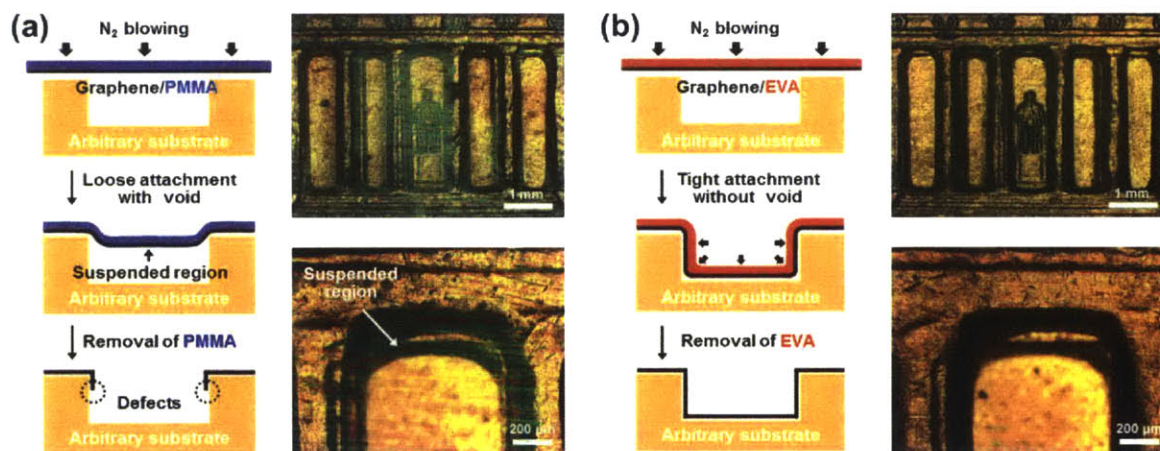 (a)
N₂ blowing
Graphene/PMMA
Arbitrary substrate
Loose attachment
with void
Suspended region
Arbitrary substrate
Removal of PMMA
Defects
Arbitrary substrate
1 mm
Suspended
region
200 µm
(b)
N₂ blowing
Graphene/EVA
Arbitrary substrate
Tight attachment
without void
Arbitrary substrate
Removal of EVA
Arbitrary substrate
1 mm
200 µm